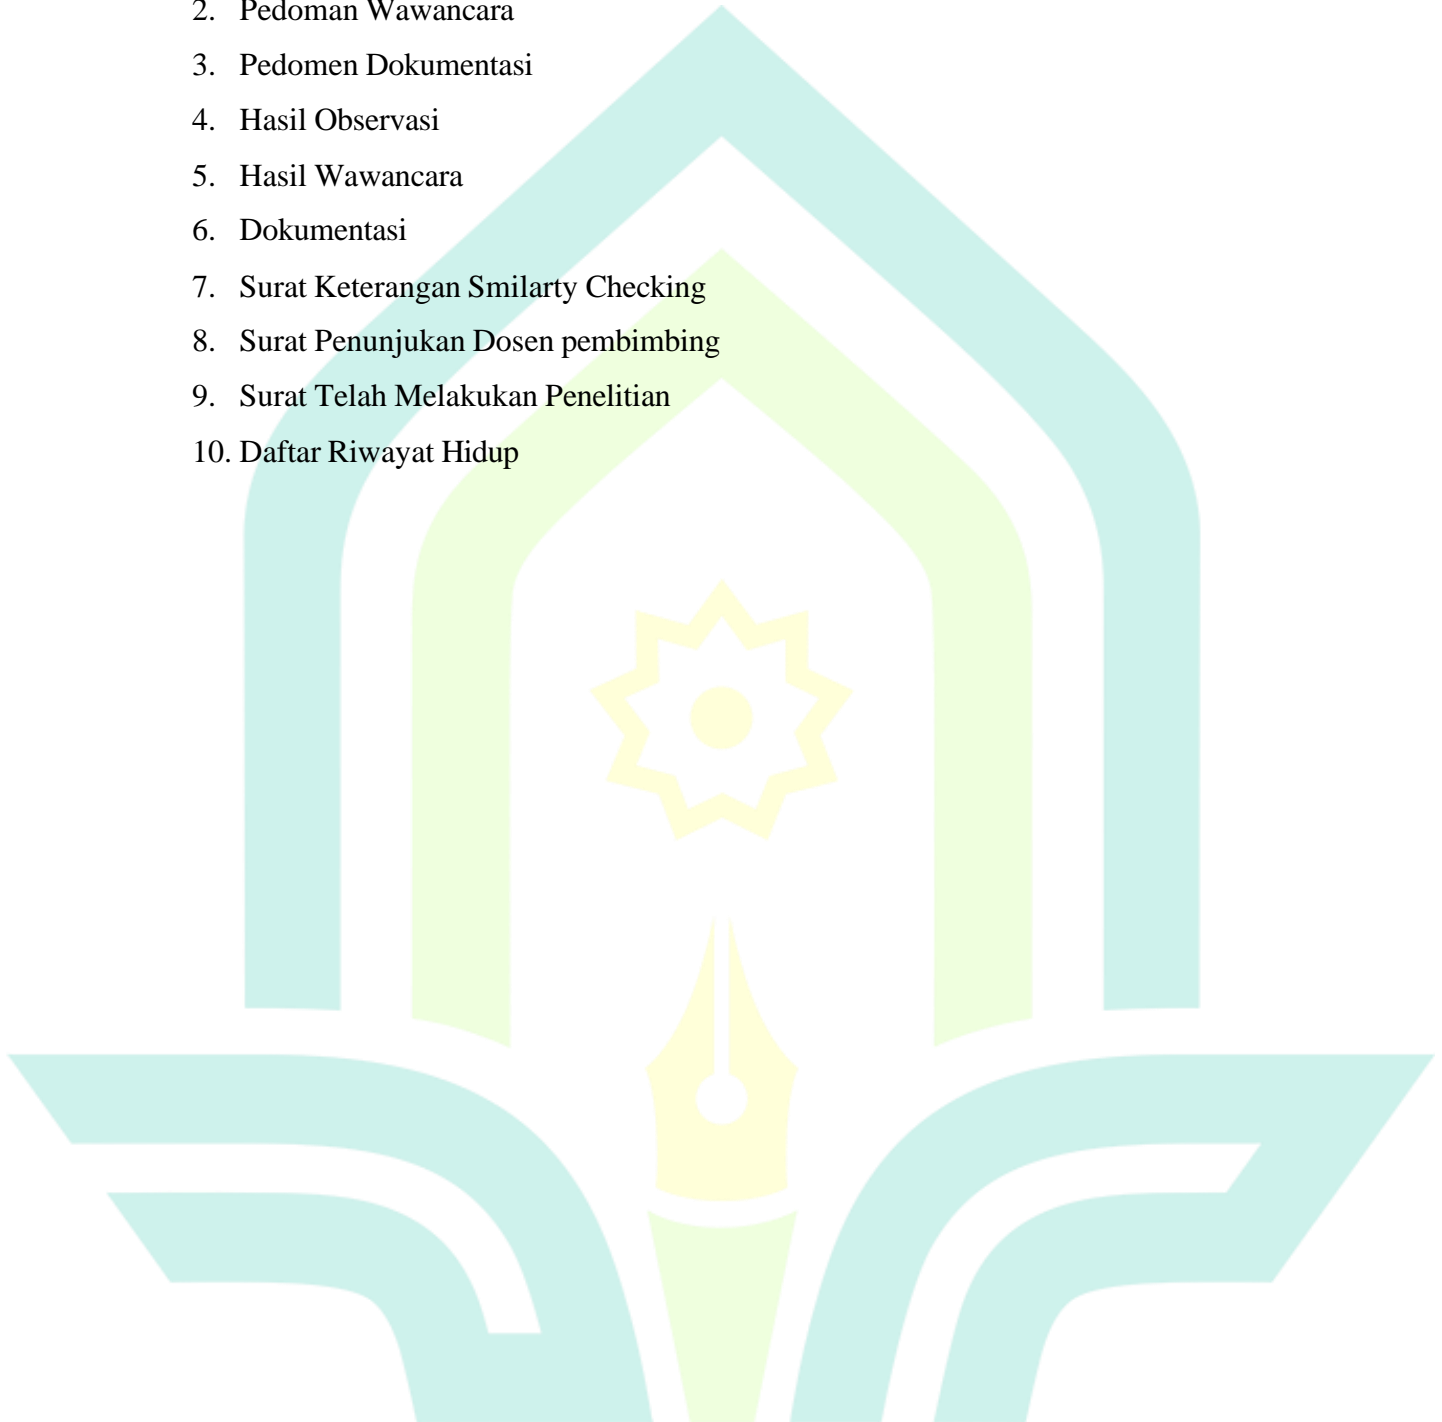 2. Pedoman Wawancara
3. Pedomen Dokumentasi
4. Hasil Observasi
5. Hasil Wawancara
6. Dokumentasi
7. Surat Keterangan Smilarty Checking
8. Surat Penunjukan Dosen pembimbing
9. Surat Telah Melakukan Penelitian
10. Daftar Riwayat Hidup